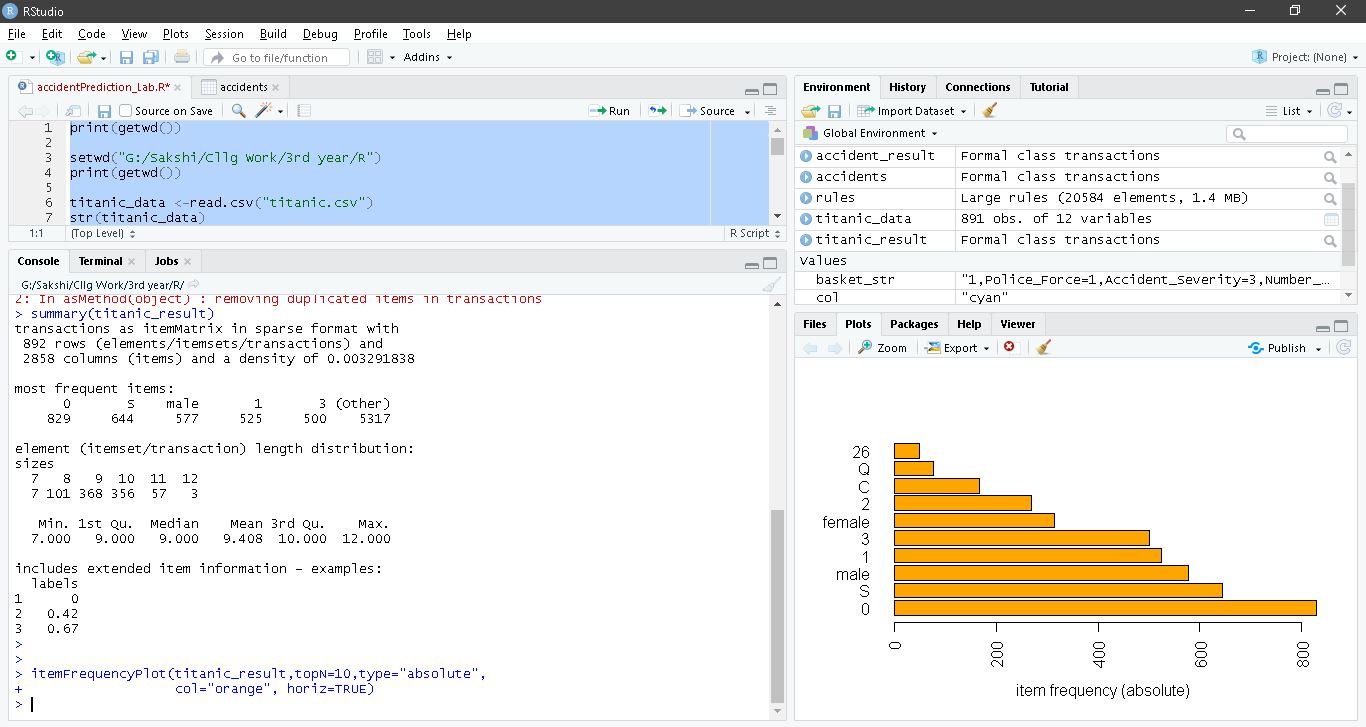 RStudio
File Edit Code View Plots Session Build Debug Profile Tools Help
Go to file/function Addins Project: (None)
accidentPrediction_Lab.R* accidents
Source on Save Run Source
1 print(getwd())
2
3 setwd("G:/Sakshi/Cllg Work/3rd year/R")
4 print(getwd())
5
6 titanic_data <-read.csv("titanic.csv")
7 str(titanic_data)
1:1 (Top Level) R Script
Console Terminal Jobs
G:/Sakshi/Cllg Work/3rd year/R/
2: In asMethod(object) : removing duplicated items in transactions
> summary(titanic_result)
transactions as itemMatrix in sparse format with
892 rows (elements/itemsets/transactions) and
2858 columns (items) and a density of 0.003291838
most frequent items:
0 S male 1 3 (Other)
829 644 577 525 500 5317
element (itemset/transaction) length distribution:
sizes
7 8 9 10 11 12
7 101 368 356 57 3
Min. 1st Qu. Median Mean 3rd Qu. Max.
7.000 9.000 9.000 9.408 10.000 12.000
includes extended item information - examples:
labels
1 0
2 0.42
3 0.67
>
>
> itemFrequencyPlot(titanic_result,topN=10,type="absolute",
+ col="orange", horiz=TRUE)
>
Environment History Connections Tutorial
Import Dataset List
Global Environment
accident_result Formal class transactions
accidents Formal class transactions
rules Large rules (20584 elements, 1.4 MB)
titanic_data 891 obs. of 12 variables
titanic_result Formal class transactions
Values
basket_str "1,Police_Force=1,Accident_Severity=3,Number_...
col "cyan"
Files Plots Packages Help Viewer
Zoom Export Publish
26
Q
C
2
female
3
1
male
S
0
0 200 400 600 800
item frequency (absolute)